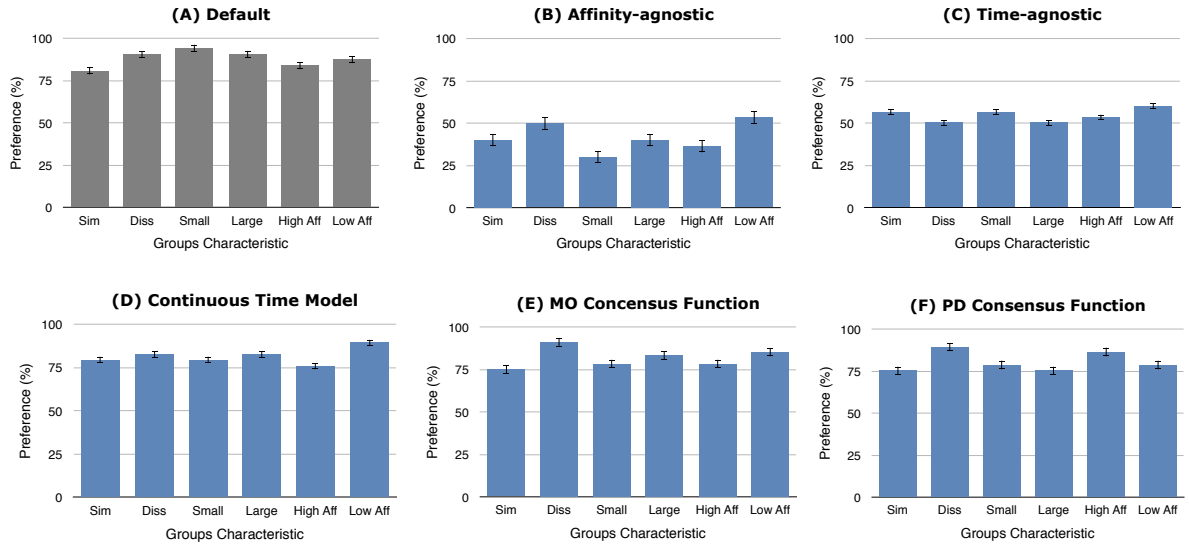 (A) Default
Preference (%)
100
75
50
25
0
Sim Diss Small Large High Aff Low Aff
Groups Characteristic
(B) Affinity-agnostic
Preference (%)
100
75
50
25
0
Sim Diss Small Large High Aff Low Aff
Groups Characteristic
(C) Time-agnostic
Preference (%)
100
75
50
25
0
Sim Diss Small Large High Aff Low Aff
Groups Characteristic
(D) Continuous Time Model
Preference (%)
100
75
50
25
0
Sim Diss Small Large High Aff Low Aff
Groups Characteristic
(E) MO Concensus Function
Preference (%)
100
75
50
25
0
Sim Diss Small Large High Aff Low Aff
Groups Characteristic
(F) PD Consensus Function
Preference (%)
100
75
50
25
0
Sim Diss Small Large High Aff Low Aff
Groups Characteristic